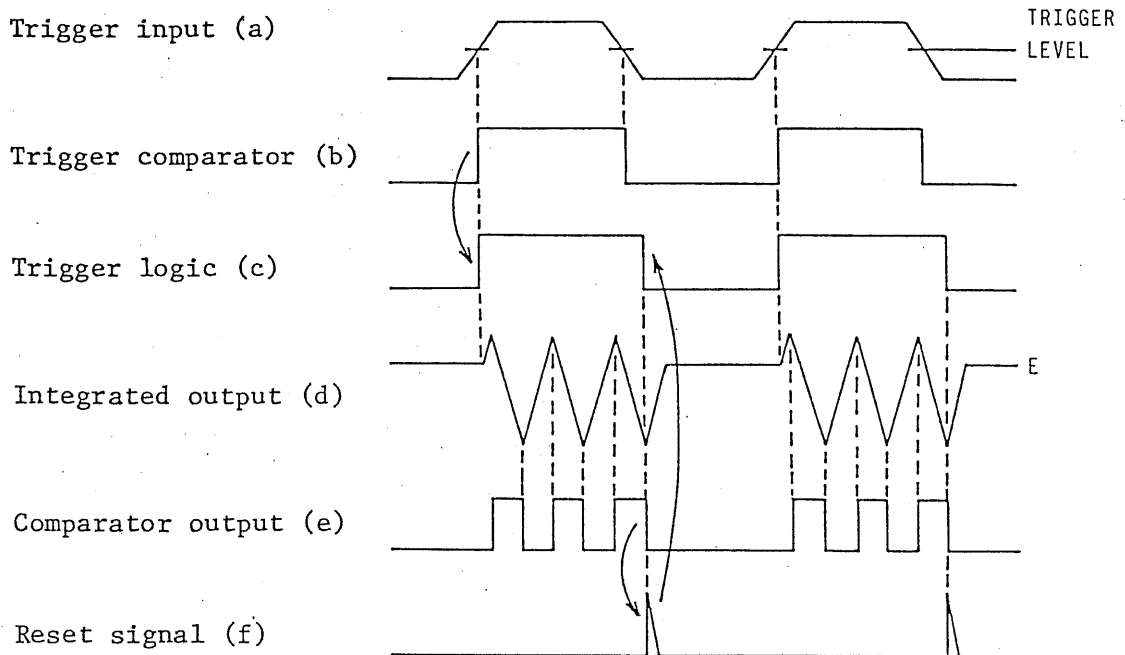 Trigger input (a)
TRIGGER
LEVEL
Trigger comparator (b)
Trigger logic (c)
E
Integrated output (d)
Comparator output (e)
Reset signal (f)